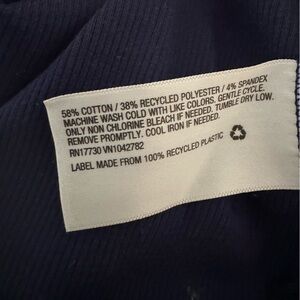 58% COTTON / 38% RECYCLED POLYESTER / 4% SPANDEX
MACHINE WASH COLD WITH LIKE COLORS. GENTLE CYCLE.
ONLY NON CHLORINE BLEACH IF NEEDED. TUMBLE DRY LOW.
REMOVE PROMPTLY. COOL IRON IF NEEDED.
RN17730 VN1042782
LABEL MADE FROM 100% RECYCLED PLASTIC